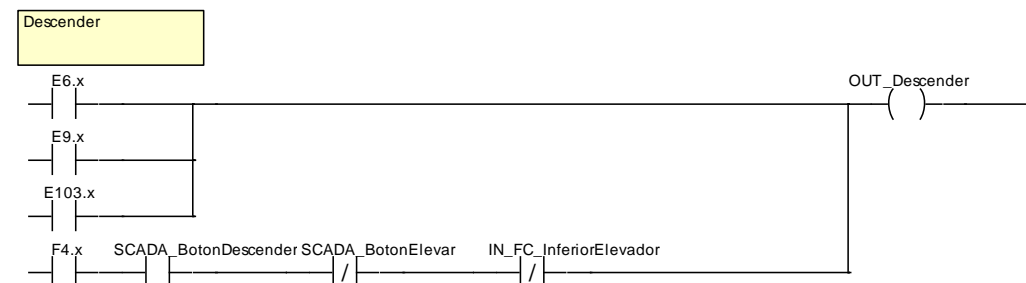 Descender
E6.x
OUT_Descender
E9.x
E103.x
F4.x SCADA_BotonDescender SCADA_BotonElevar IN_FC_InferiorElevador